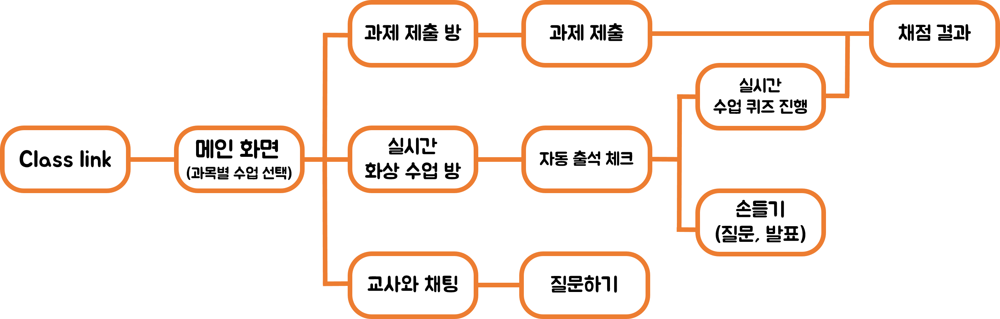 과제 제출 방
과제 제출
채점 결과
실시간
수업 퀴즈 진행
Class link
메인 화면
(과목별 수업 선택)
실시간
화상 수업 방
자동 출석 체크
손들기
(질문, 발표)
교사와 채팅
질문하기